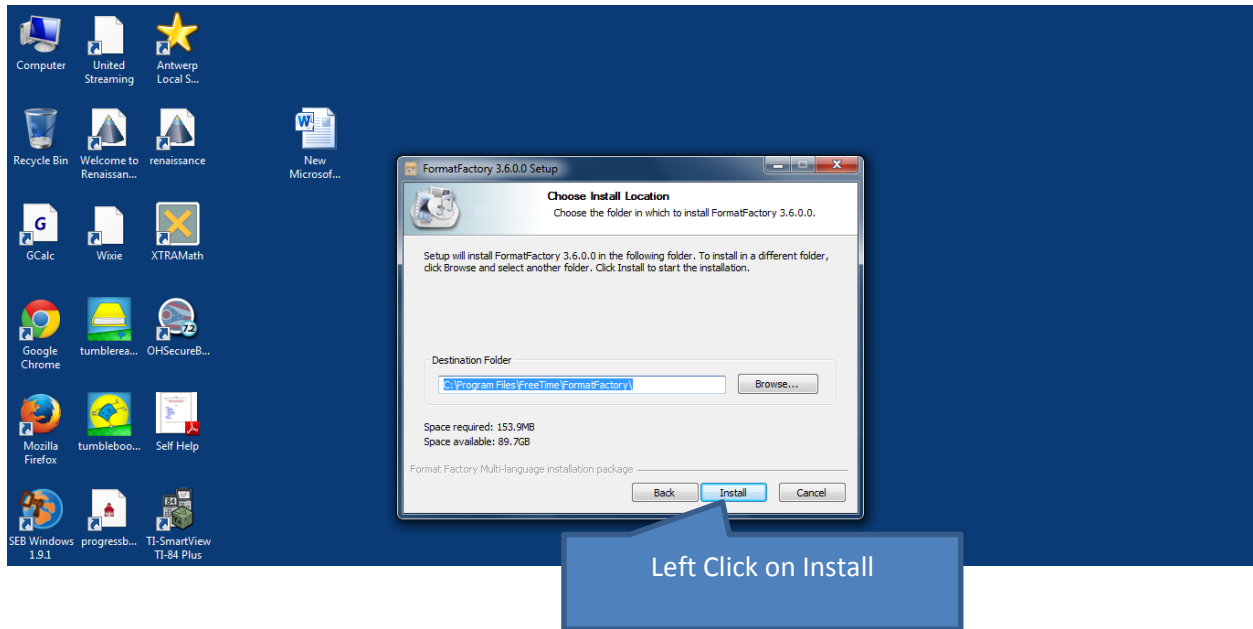 Computer
United
Streaming
Antwerp
Local S...
Recycle Bin
Welcome to
Renaissan...
renaissance
W
New
Microsof...
G
GCalc
Wixie
XTRAMath
Google
Chrome
tumblerea...
7.2
OHSecureB...
Mozilla
Firefox
tumbleboo...
Self Help
SEB Windows
1.9.1
progressb...
84
TI-SmartView
TI-84 Plus
FormatFactory 3.6.0.0 Setup
Choose Install Location
Choose the folder in which to install FormatFactory 3.6.0.0.
Setup will install FormatFactory 3.6.0.0 in the following folder. To install in a different folder,
click Browse and select another folder. Click Install to start the installation.
Destination Folder
C:\Program Files\FreeTime\FormatFactory\
Browse...
Space required: 153.9MB
Space available: 89.7GB
Format Factory Multi-language installation package
Back
Install
Cancel
Left Click on Install